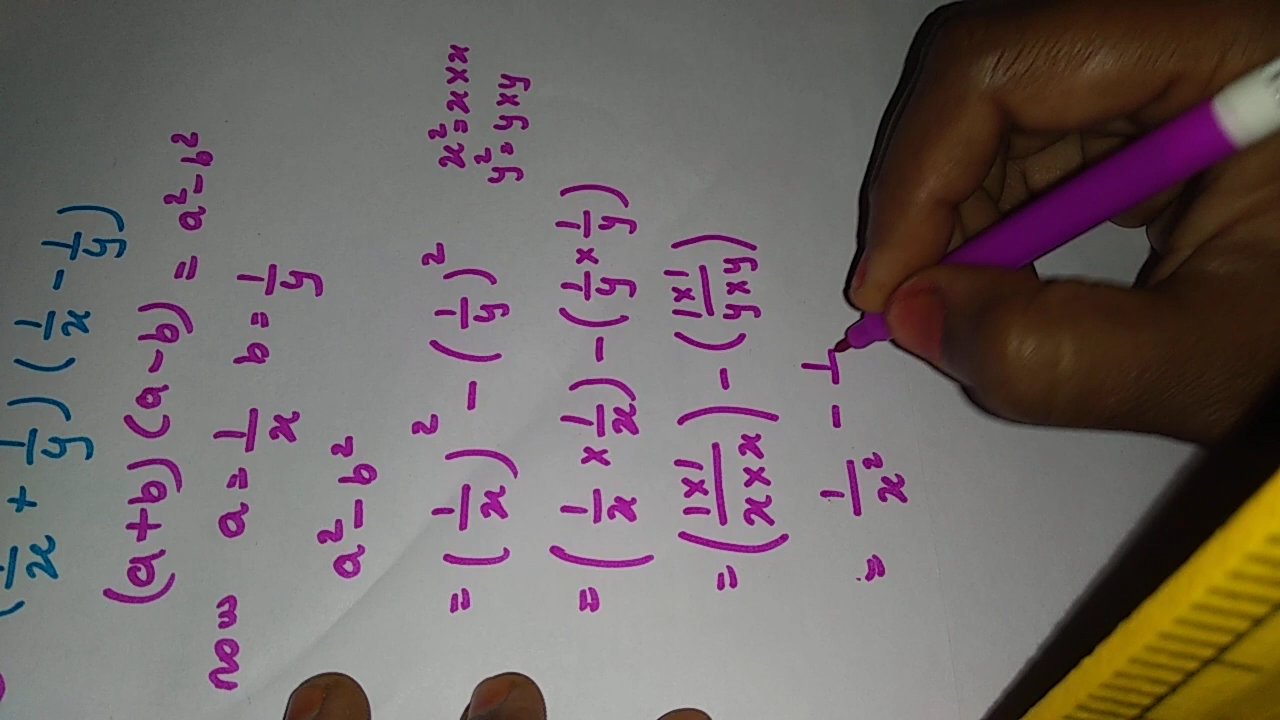 (1/x + 1/y) (1/x - 1/y)
(a+b) (a-b) = a² - b²
now a = 1/x b = 1/y
a² - b²
= (1/x)² - (1/y)²
x² = x × x
y² = y × y
= (1/x × 1/x) - (1/y × 1/y)
= (1×1/x×x) - (1×1/y×y)
= 1/x² - 1